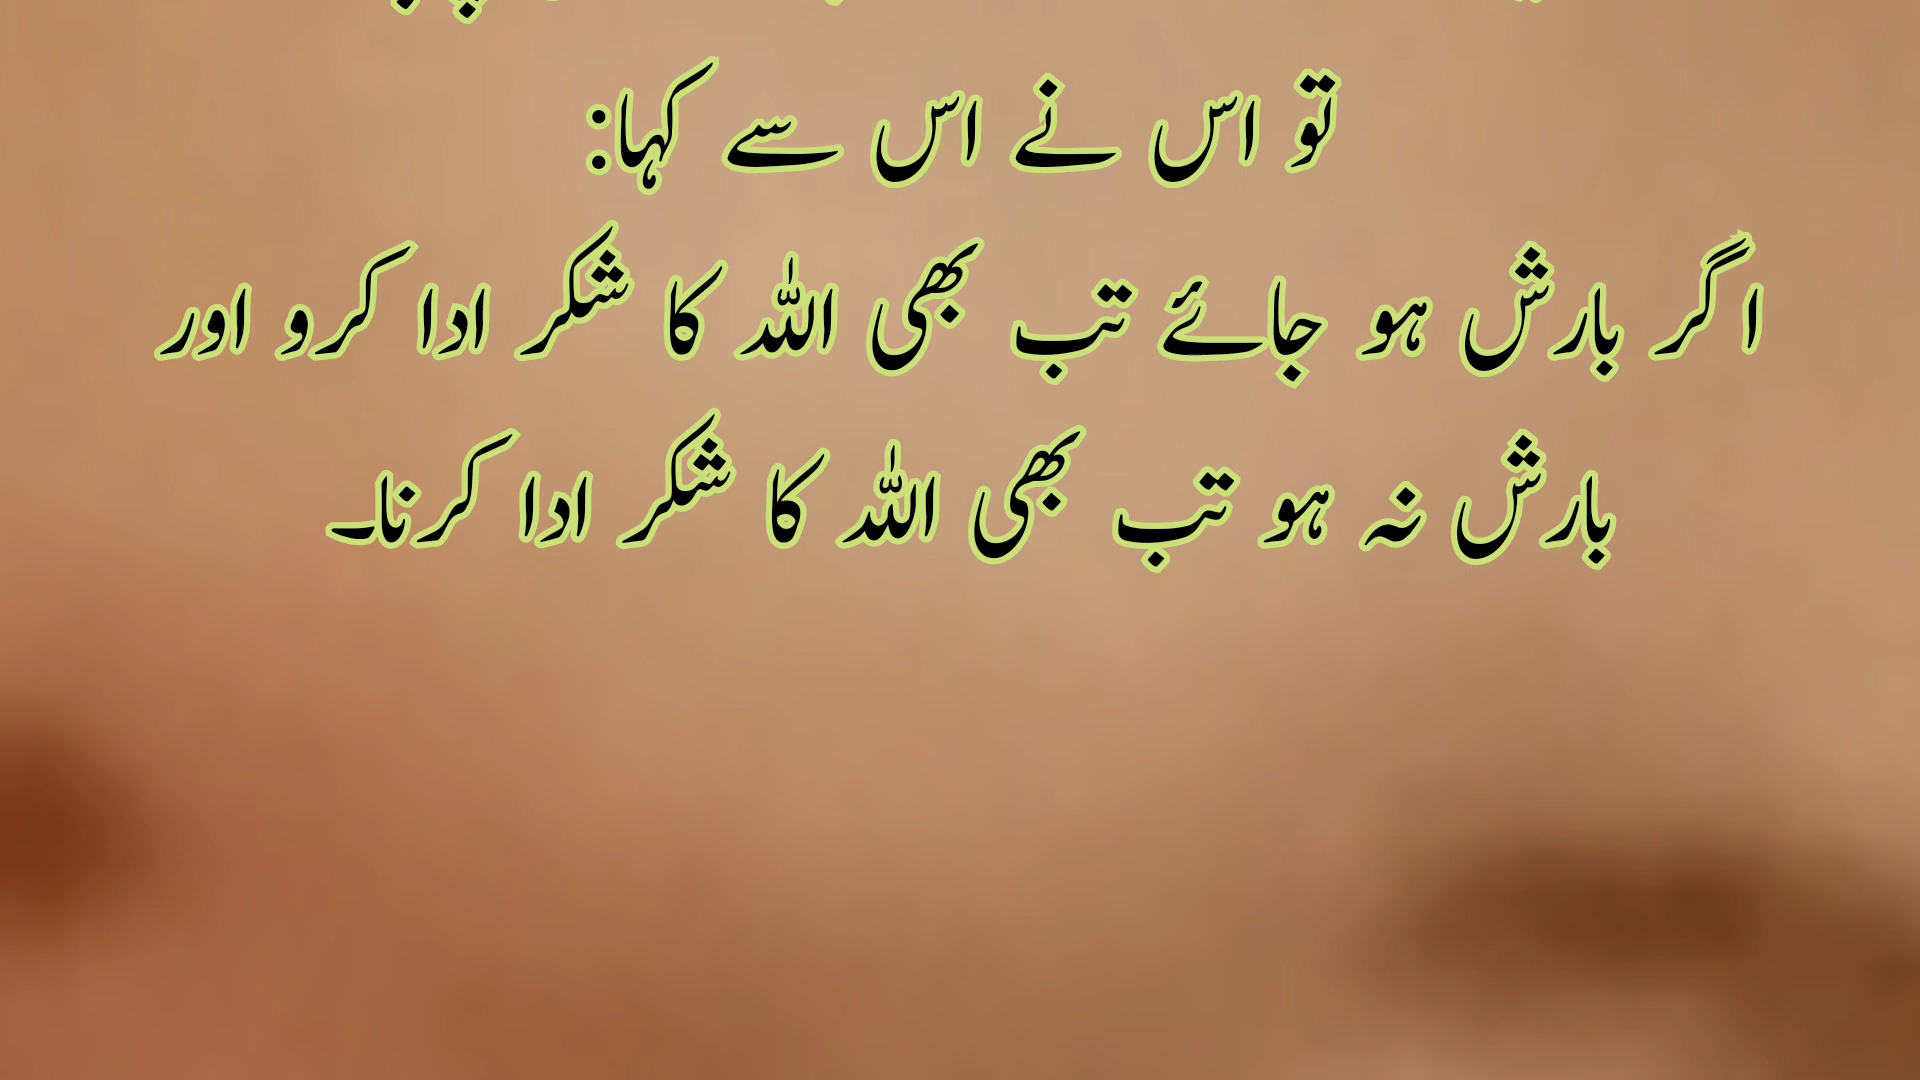 تو اس نے اس سے کہا:
اگر بارش ہو جائے تب بھی اللہ کا شکر ادا کرو اور
بارش نہ ہو تب بھی اللہ کا شکر ادا کرنا۔